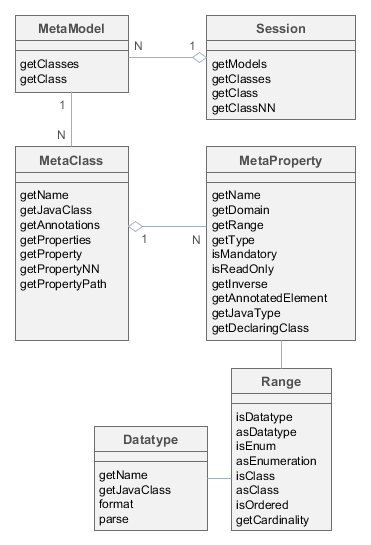 MetaModel
getClasses
getClass
N
1
Session
getModels
getClasses
getClass
getClassNN
1
N
MetaClass
getName
getJavaClass
getAnnotations
getProperties
getProperty
getPropertyNN
getPropertyPath
1
N
MetaProperty
getName
getDomain
getRange
getType
isMandatory
isReadOnly
getInverse
getAnnotatedElement
getJavaType
getDeclaringClass
Range
isDatatype
asDatatype
isEnum
asEnumeration
isClass
asClass
isOrdered
getCardinality
Datatype
getName
getJavaClass
format
parse